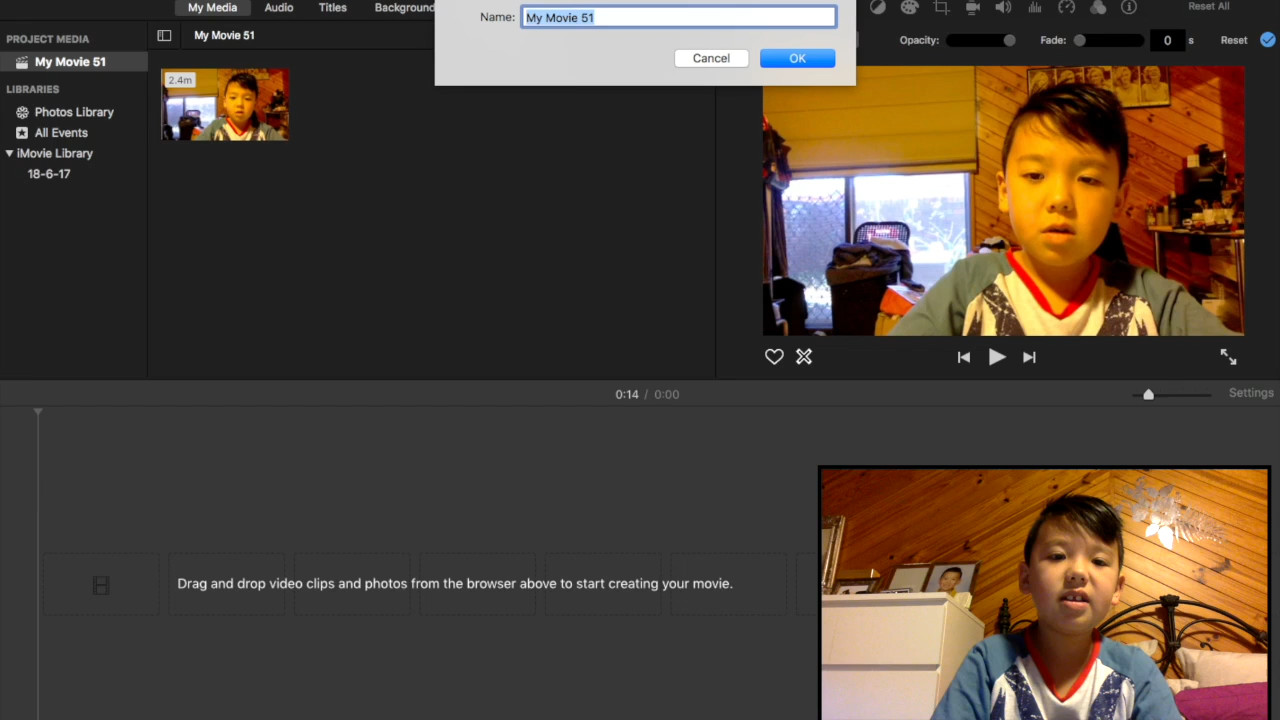 My Media Audio Titles Background
Name: My Movie 51
Cancel OK
Reset All
PROJECT MEDIA
My Movie 51
LIBRARIES
Photos Library
All Events
iMovie Library
18-6-17
My Movie 51
2.4m
Opacity: Fade: 0 s Reset
0:14 / 0:00
Settings
Drag and drop video clips and photos from the browser above to start creating your movie.